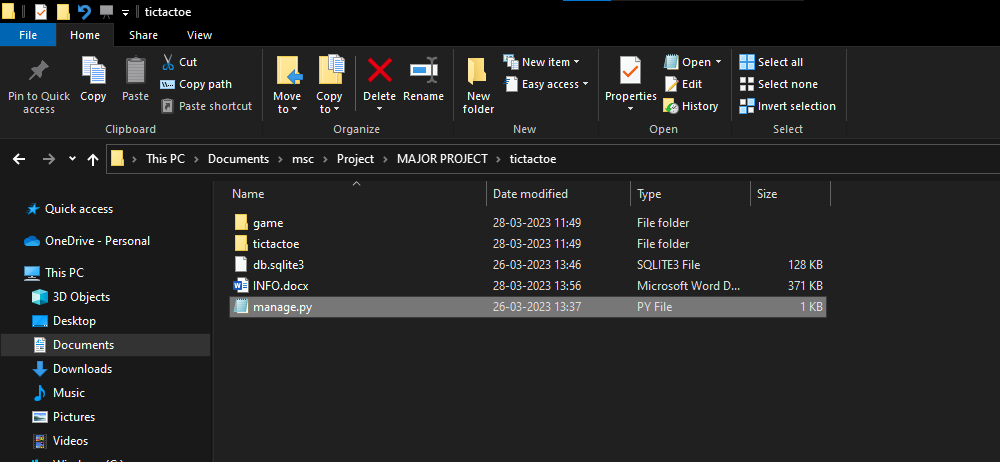 tictactoe
File Home Share View
Pin to Quick access
Copy
Paste
Cut
Copy path
Paste shortcut
Clipboard
Move to
Copy to
Delete
Rename
Organize
New folder
New item
Easy access
New
Properties
Open
Edit
History
Open
Select all
Select none
Invert selection
Select
This PC > Documents > msc > Project > MAJOR PROJECT > tictactoe
Name Date modified Type Size
game 28-03-2023 11:49 File folder
tictactoe 28-03-2023 11:49 File folder
db.sqlite3 26-03-2023 13:46 SQLITE3 File 128 KB
INFO.docx 28-03-2023 13:56 Microsoft Word D... 371 KB
manage.py 26-03-2023 13:37 PY File 1 KB
Quick access
OneDrive - Personal
This PC
3D Objects
Desktop
Documents
Downloads
Music
Pictures
Videos